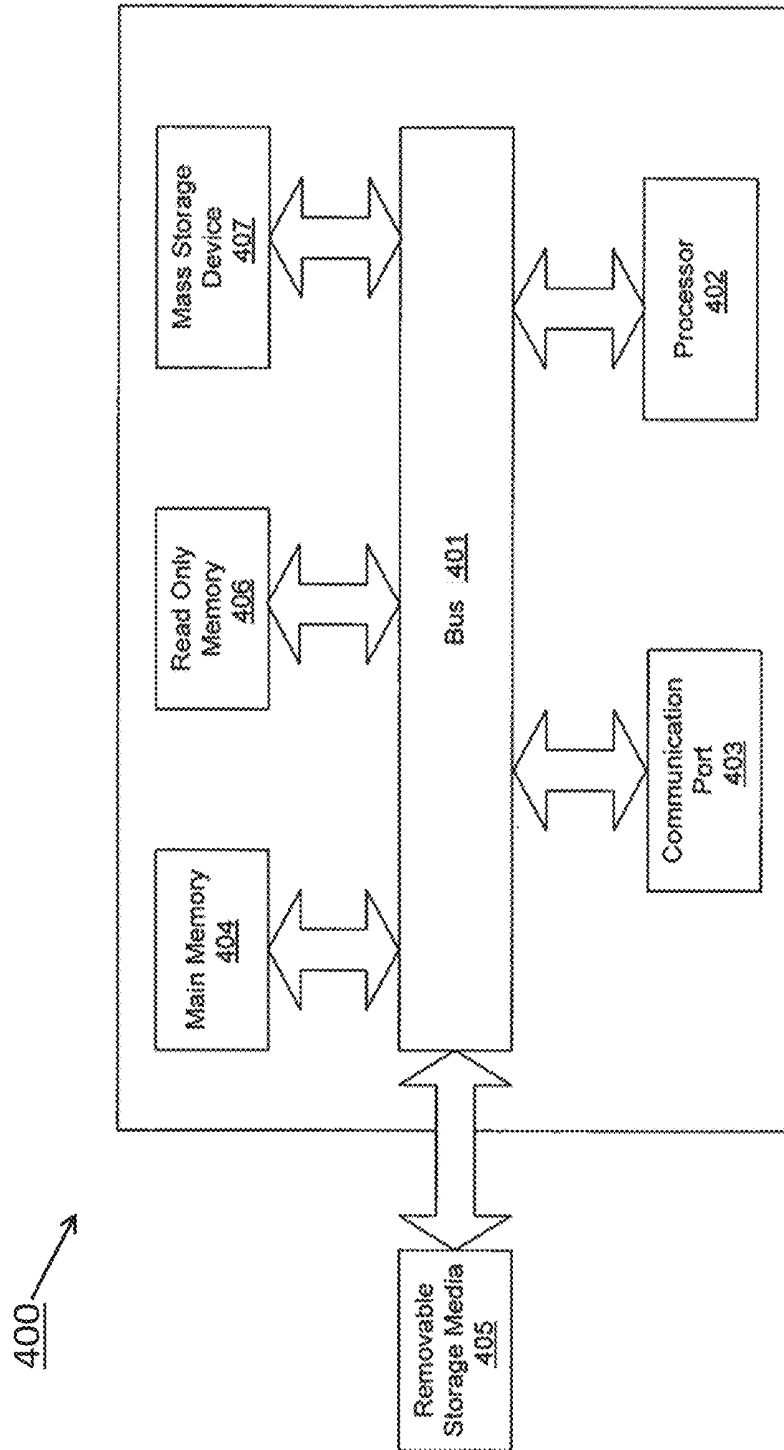 400
Removable
Storage Media
405
Main Memory
404
Read Only
Memory
406
Mass Storage
Device
407
Bus 401
Communication
Port
403
Processor
402